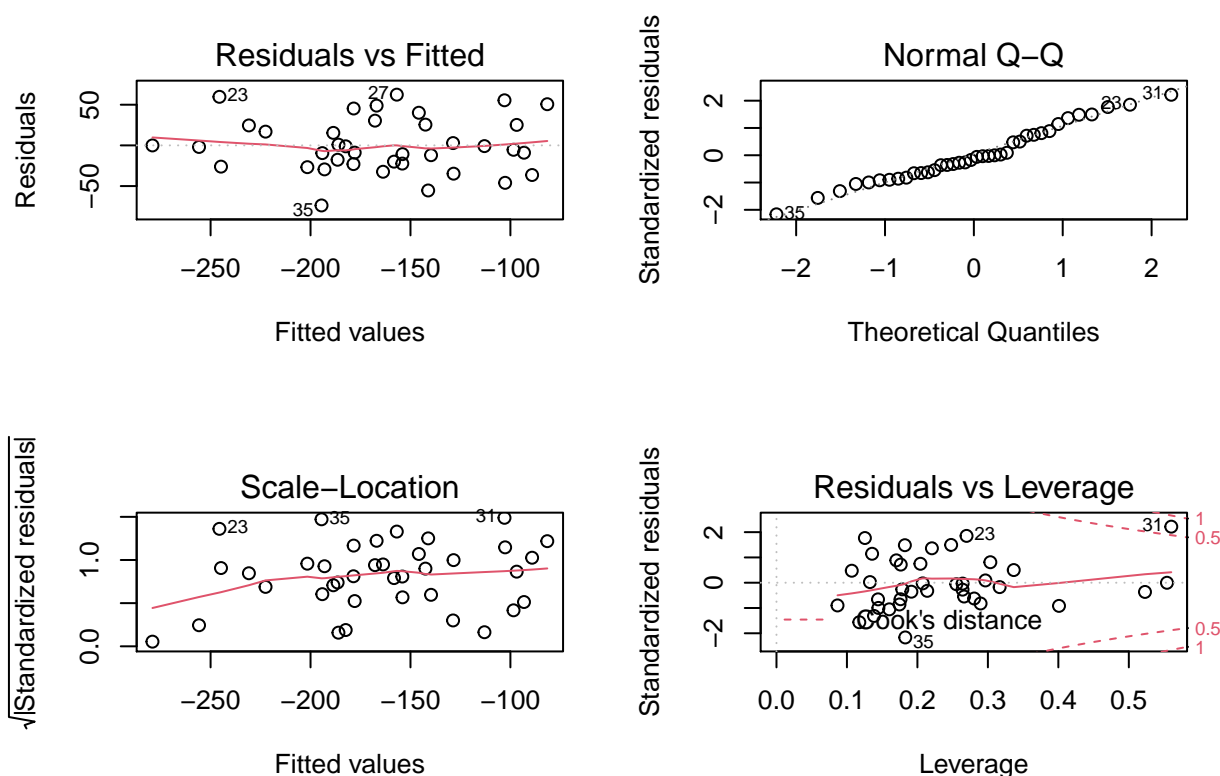 Residuals vs Fitted
Residuals
50
−50
23
27
35
−250 −200 −150 −100
Fitted values
Normal Q−Q
Standardized residuals
2
0
−2
23
31
35
−2 −1 0 1 2
Theoretical Quantiles
Scale−Location
√|Standardized residuals|
1.0
0.0
23
35
31
−250 −200 −150 −100
Fitted values
Residuals vs Leverage
Standardized residuals
2
0
−2
23
31
35
1
0.5
0.5
1
Cook's distance
0.0 0.1 0.2 0.3 0.4 0.5
Leverage